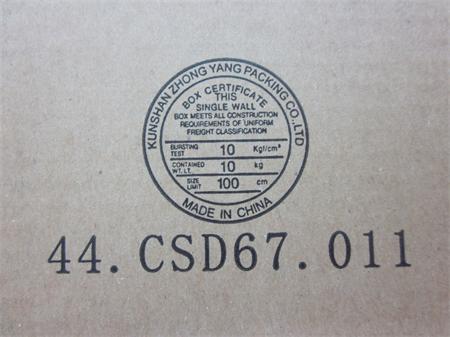 KUNSHAN ZHONG YANG PACKING CO.,LTD
BOX CERTIFICATE
THIS
SINGLE WALL
BOX MEETS ALL CONSTRUCTION
REQUIREMENTS OF UNIFORM
FREIGHT CLASSIFICATION
BURSTING TEST 10 Kgf/cm²
CONTAINED WT. LT. 10 kg
SIZE LIMIT 100 cm
MADE IN CHINA
44.CSD67.011